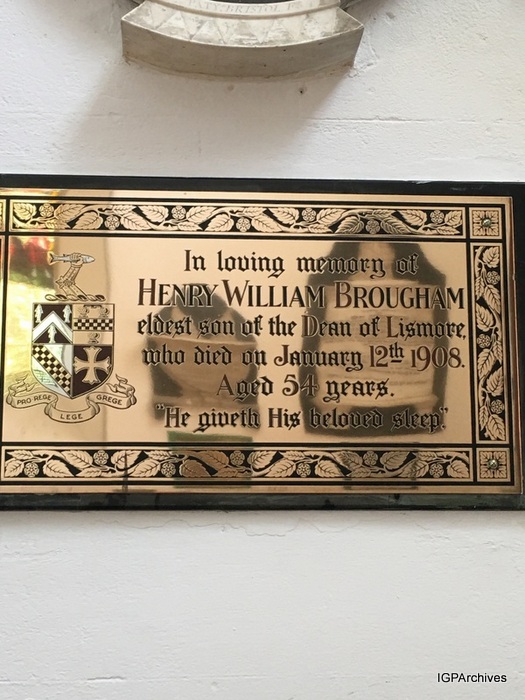 BRISTOL
In loving memory of
HENRY WILLIAM BROUGHAM
eldest son of the Dean of Lismore,
who died on January 12th 1908.
Aged 54 years.
"He giveth His beloved sleep."
PRO REGE LEGE GREGE
IGPArchives